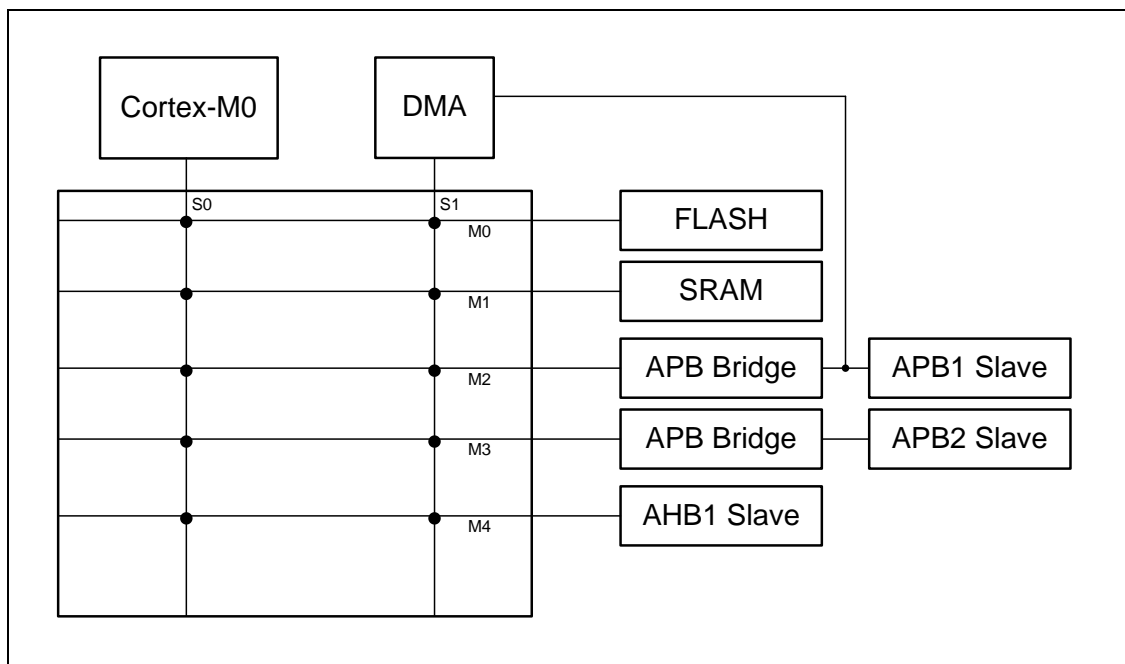 Cortex-M0
DMA
S0
S1
M0
FLASH
M1
SRAM
M2
APB Bridge
APB1 Slave
M3
APB Bridge
APB2 Slave
M4
AHB1 Slave